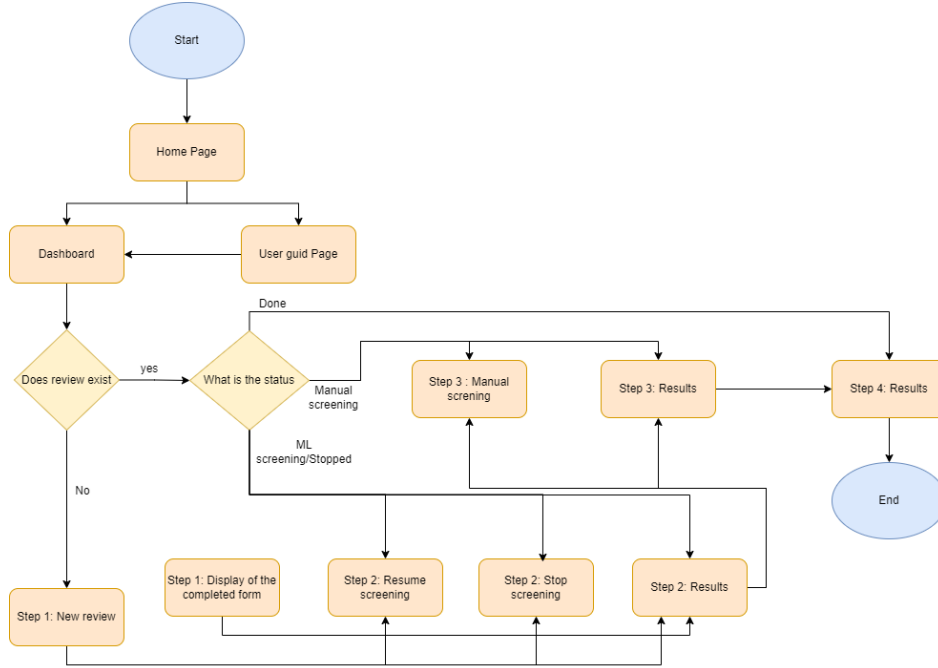 Start
Home Page
Dashboard
User guid Page
Done
Does review exist
yes
What is the status
Manual
screening
Step 3 : Manual
screning
Step 3: Results
Step 4: Results
ML
screening/Stopped
No
End
Step 1: Display of the
completed form
Step 2: Resume
screening
Step 2: Stop
screening
Step 2: Results
Step 1: New review